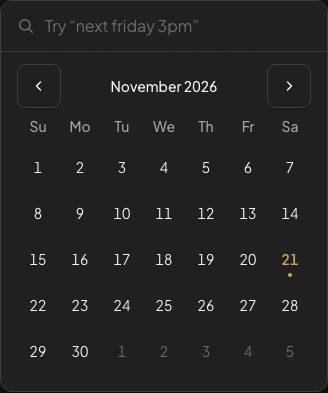 Try “next friday 3pm”
November 2026
Su Mo Tu We Th Fr Sa
1 2 3 4 5 6 7
8 9 10 11 12 13 14
15 16 17 18 19 20 21
22 23 24 25 26 27 28
29 30 1 2 3 4 5